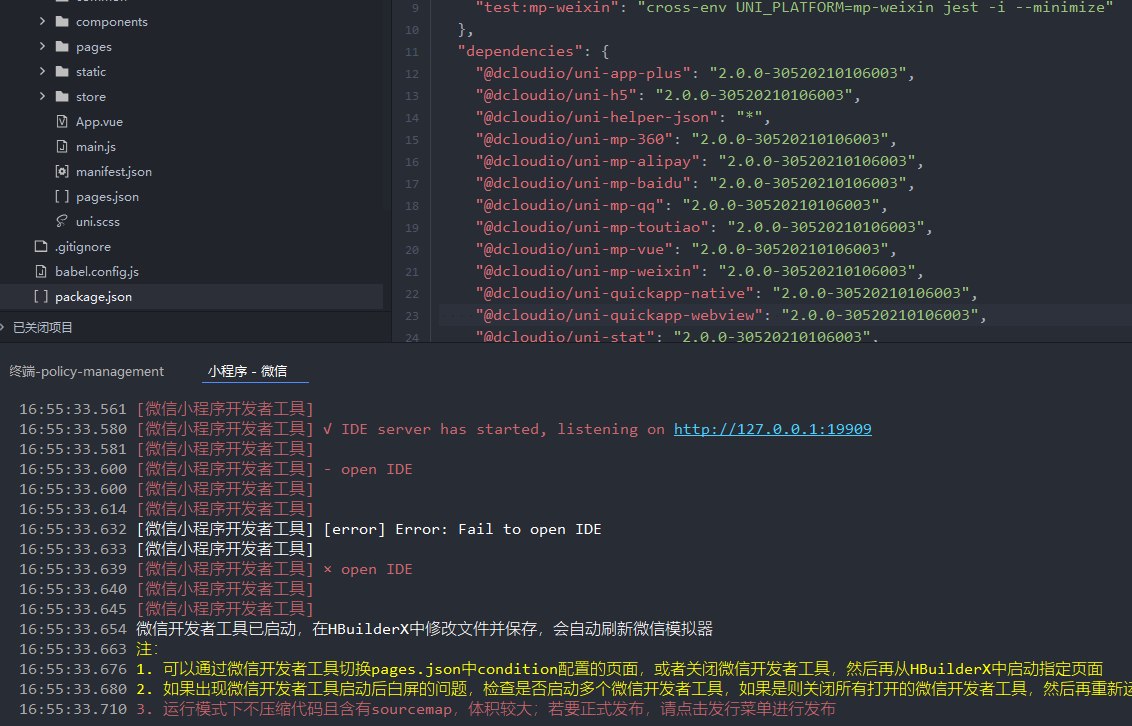 components
pages
static
store
App.vue
main.js
manifest.json
pages.json
uni.scss
.gitignore
babel.config.js
package.json
已关闭项目
9 "test:mp-weixin": "cross-env UNI_PLATFORM=mp-weixin jest -i --minimize"
10 },
11 "dependencies": {
12 "@dcloudio/uni-app-plus": "2.0.0-30520210106003",
13 "@dcloudio/uni-h5": "2.0.0-30520210106003",
14 "@dcloudio/uni-helper-json": "*",
15 "@dcloudio/uni-mp-360": "2.0.0-30520210106003",
16 "@dcloudio/uni-mp-alipay": "2.0.0-30520210106003",
17 "@dcloudio/uni-mp-baidu": "2.0.0-30520210106003",
18 "@dcloudio/uni-mp-qq": "2.0.0-30520210106003",
19 "@dcloudio/uni-mp-toutiao": "2.0.0-30520210106003",
20 "@dcloudio/uni-mp-vue": "2.0.0-30520210106003",
21 "@dcloudio/uni-mp-weixin": "2.0.0-30520210106003",
22 "@dcloudio/uni-quickapp-native": "2.0.0-30520210106003",
23 "@dcloudio/uni-quickapp-webview": "2.0.0-30520210106003",
24 "@dcloudio/uni-stat": "2.0.0-30520210106003",
终端-policy-management 小程序 - 微信
16:55:33.561 [微信小程序开发者工具]
16:55:33.580 [微信小程序开发者工具] √ IDE server has started, listening on http://127.0.0.1:19909
16:55:33.581 [微信小程序开发者工具]
16:55:33.600 [微信小程序开发者工具] - open IDE
16:55:33.600 [微信小程序开发者工具]
16:55:33.614 [微信小程序开发者工具]
16:55:33.632 [微信小程序开发者工具] [error] Error: Fail to open IDE
16:55:33.633 [微信小程序开发者工具]
16:55:33.639 [微信小程序开发者工具] × open IDE
16:55:33.640 [微信小程序开发者工具]
16:55:33.645 [微信小程序开发者工具]
16:55:33.654 微信开发者工具已启动，在HBuilderX中修改文件并保存，会自动刷新微信模拟器
16:55:33.663 注：
16:55:33.676 1. 可以通过微信开发者工具切换pages.json中condition配置的页面，或者关闭微信开发者工具，然后再从HBuilderX中启动指定页面
16:55:33.680 2. 如果出现微信开发者工具启动后白屏的问题，检查是否启动多个微信开发者工具，如果是则关闭所有打开的微信开发者工具，然后再重新运
16:55:33.710 3. 运行模式下不压缩代码且含有sourcemap，体积较大；若要正式发布，请点击发行菜单进行发布